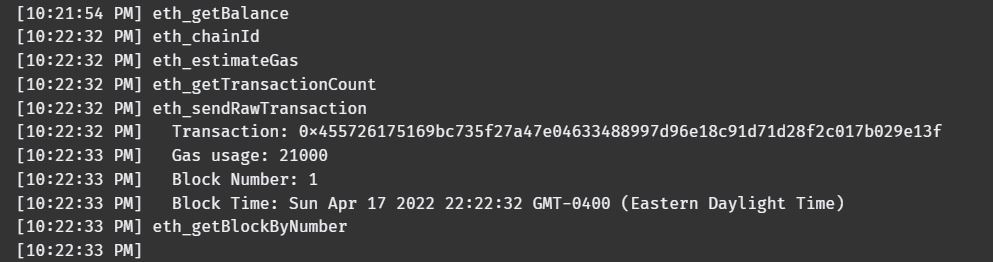 [10:21:54 PM] eth_getBalance
[10:22:32 PM] eth_chainId
[10:22:32 PM] eth_estimateGas
[10:22:32 PM] eth_getTransactionCount
[10:22:32 PM] eth_sendRawTransaction
[10:22:32 PM]   Transaction: 0×455726175169bc735f27a47e04633488997d96e18c91d71d28f2c017b029e13f
[10:22:33 PM]   Gas usage: 21000
[10:22:33 PM]   Block Number: 1
[10:22:33 PM]   Block Time: Sun Apr 17 2022 22:22:32 GMT-0400 (Eastern Daylight Time)
[10:22:33 PM] eth_getBlockByNumber
[10:22:33 PM]